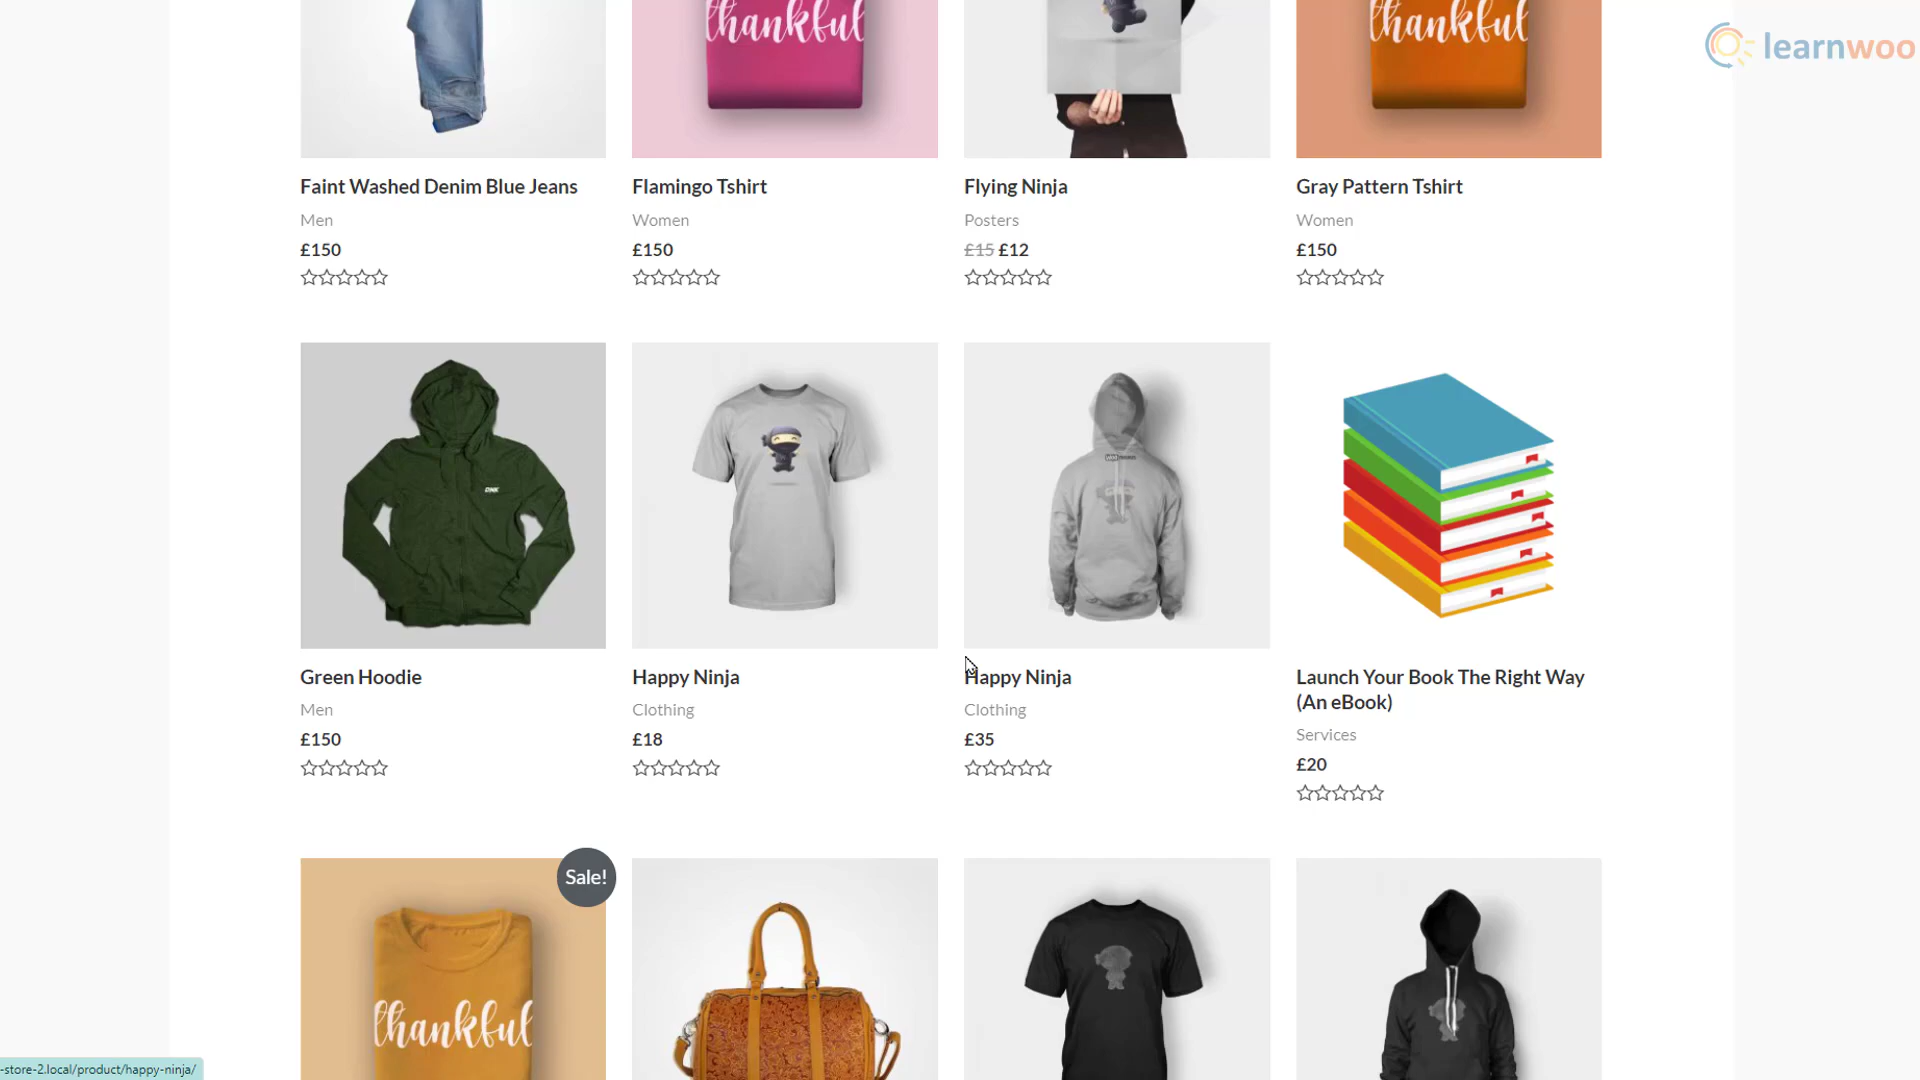 thankful
thankful
learnwoo
Faint Washed Denim Blue Jeans
Men
£150
Flamingo Tshirt
Women
£150
Flying Ninja
Posters
£15 £12
Gray Pattern Tshirt
Women
£150
DNK
Green Hoodie
Men
£150
Happy Ninja
Clothing
£18
Happy Ninja
Clothing
£35
Launch Your Book The Right Way
(An eBook)
Services
£20
Sale!
thankful
-store-2.local/product/happy-ninja/